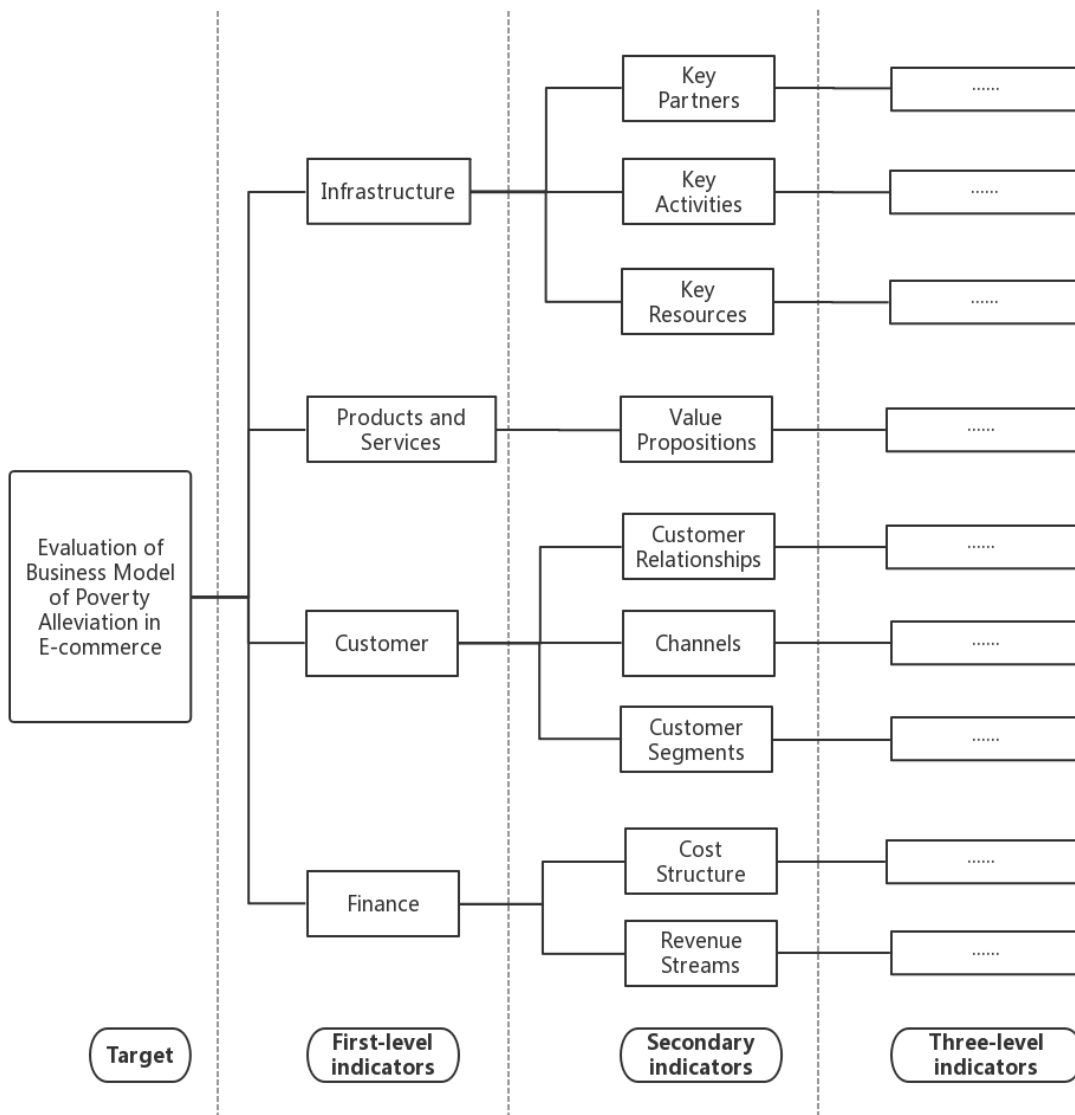 Key
Partners
......
Infrastructure
Key
Activities
......
Key
Resources
......
Products and
Services
Value
Propositions
......
Evaluation of
Business Model
of Poverty
Alleviation in
E-commerce
Customer
Relationships
......
Customer
Channels
......
Customer
Segments
......
Cost
Structure
......
Finance
Revenue
Streams
......
Target
First-level
indicators
Secondary
indicators
Three-level
indicators